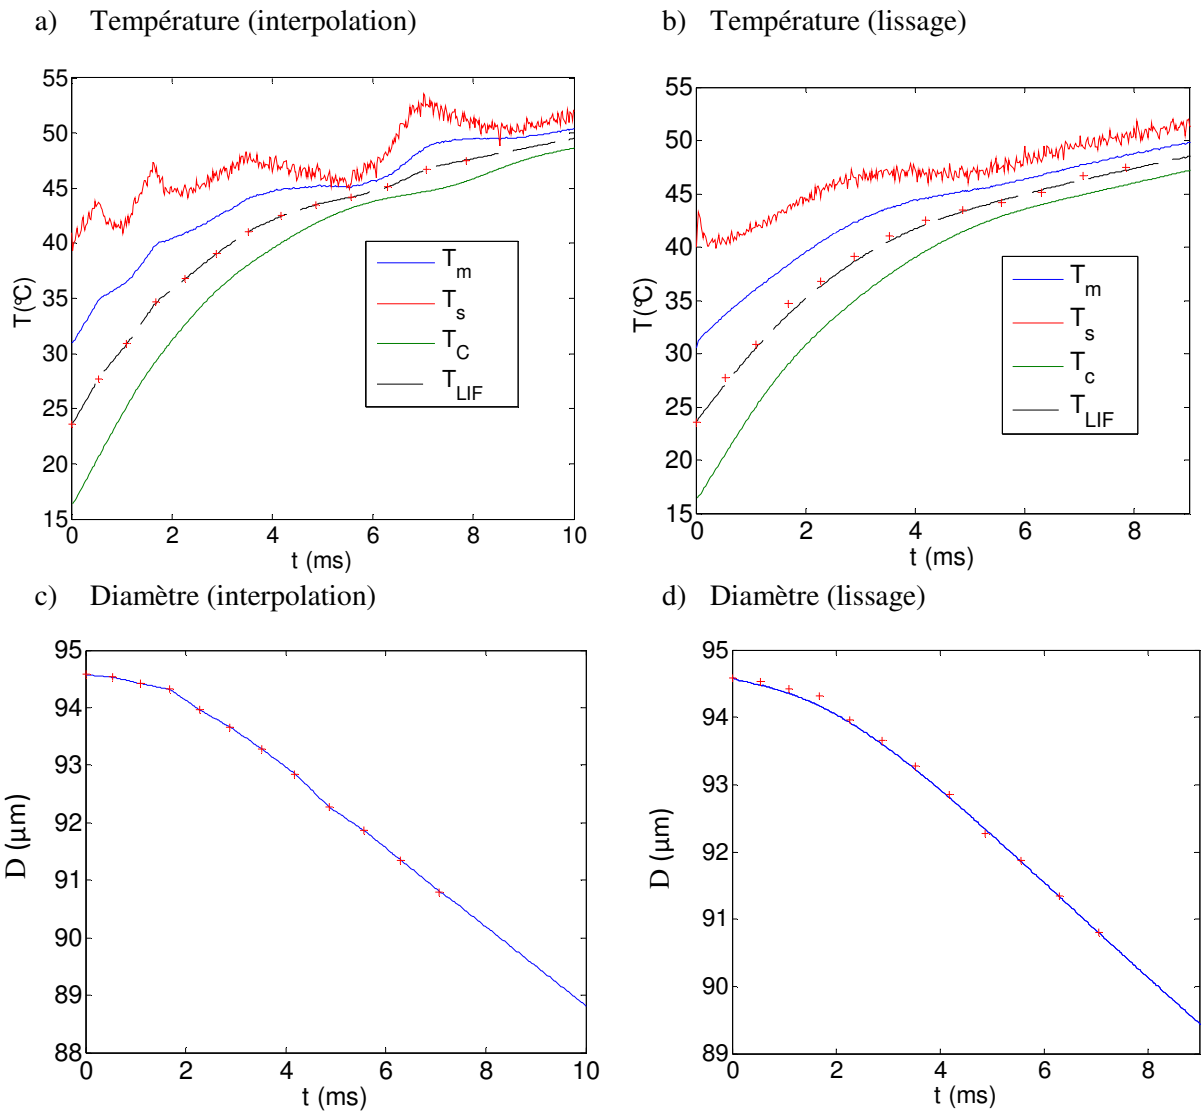 a) Température (interpolation)
b) Température (lissage)
55
50
45
40
35
30
25
20
15
T(°C)
0 2 4 6 8 10
t (ms)
T_m
T_s
T_C
T_LIF
55
50
45
40
35
30
25
20
15
T(°C)
0 2 4 6 8
t (ms)
T_m
T_s
T_c
T_LIF
c) Diamètre (interpolation)
d) Diamètre (lissage)
95
94
93
92
91
90
89
88
D (µm)
0 2 4 6 8 10
t (ms)
95
94
93
92
91
90
89
D (µm)
0 2 4 6 8
t (ms)